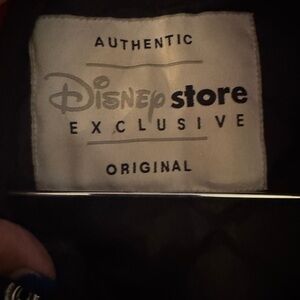 AUTHENTIC
Disney store
EXCLUSIVE
ORIGINAL